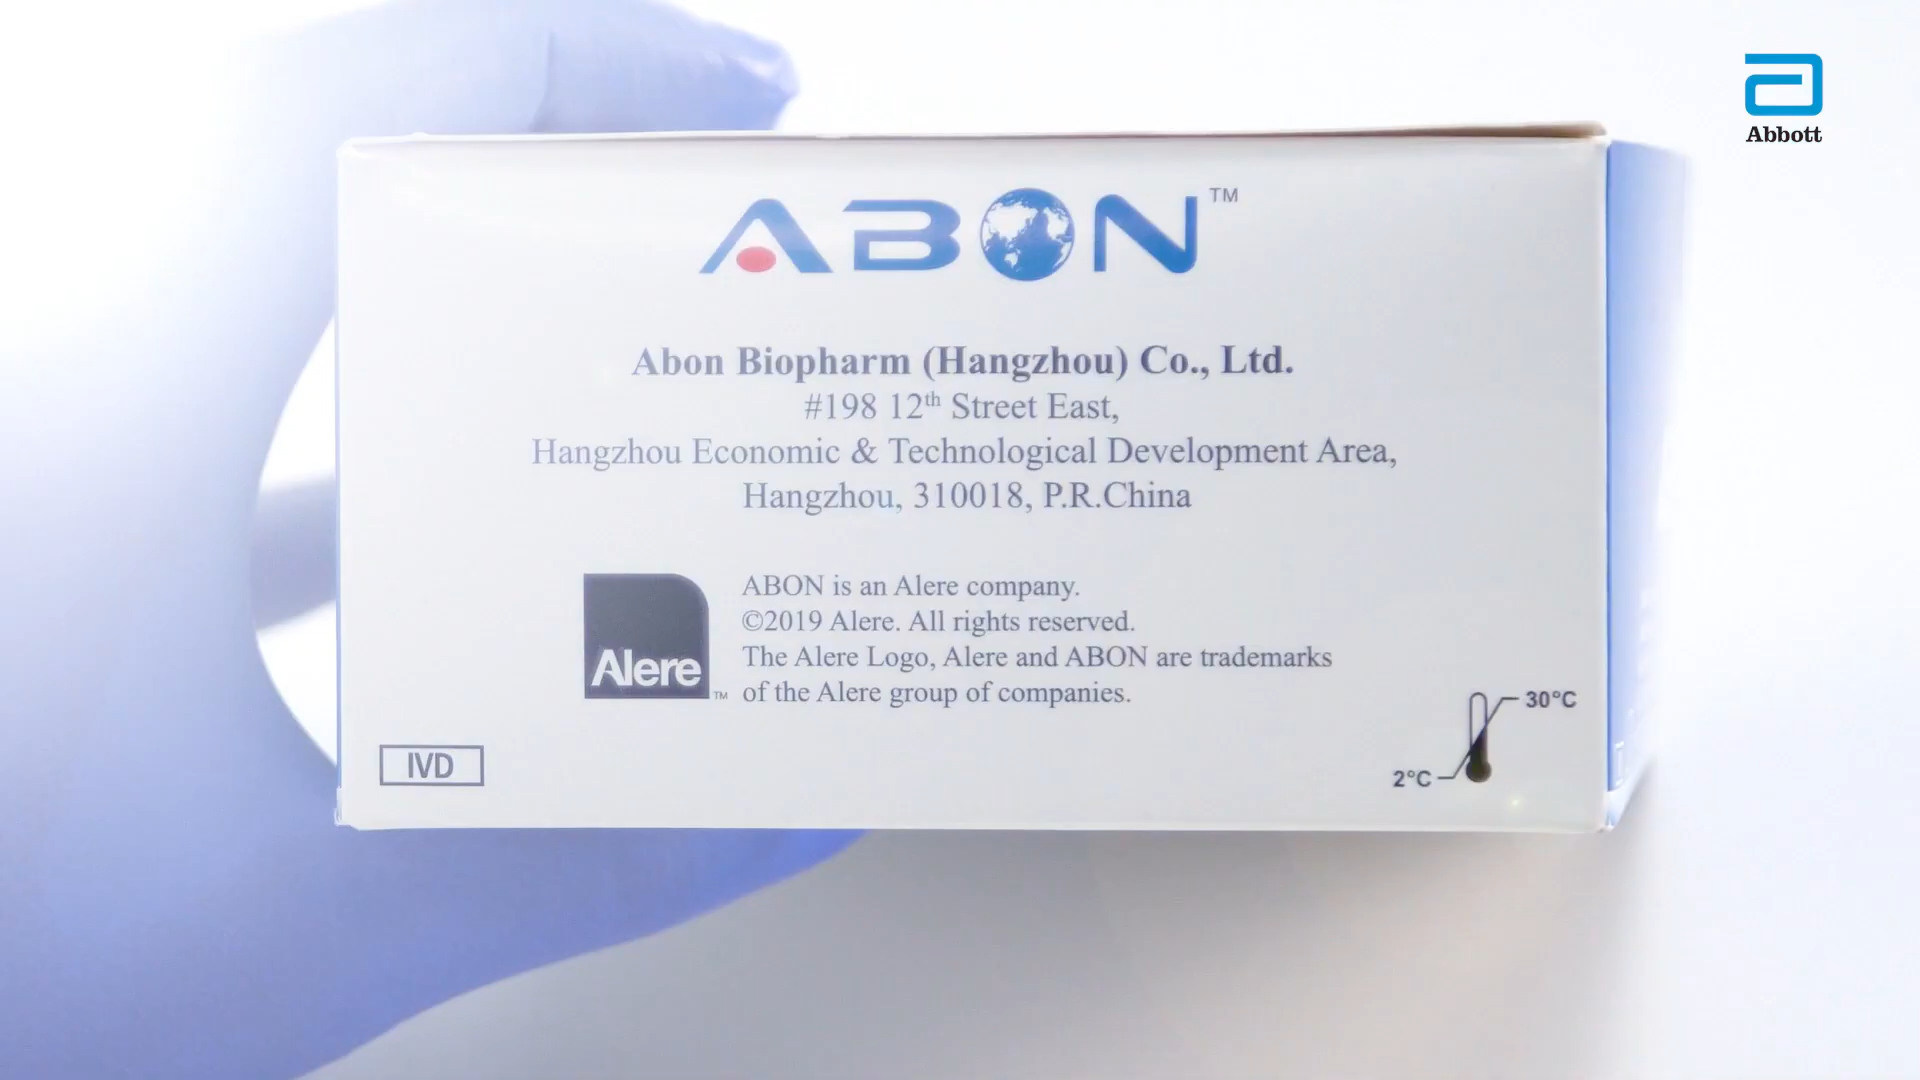 Abbott
ABON™
Abon Biopharm (Hangzhou) Co., Ltd.
#198 12th Street East,
Hangzhou Economic & Technological Development Area,
Hangzhou, 310018, P.R.China
ABON is an Alere company.
©2019 Alere. All rights reserved.
The Alere Logo, Alere and ABON are trademarks
of the Alere group of companies.
Alere™
30°C
2°C
IVD